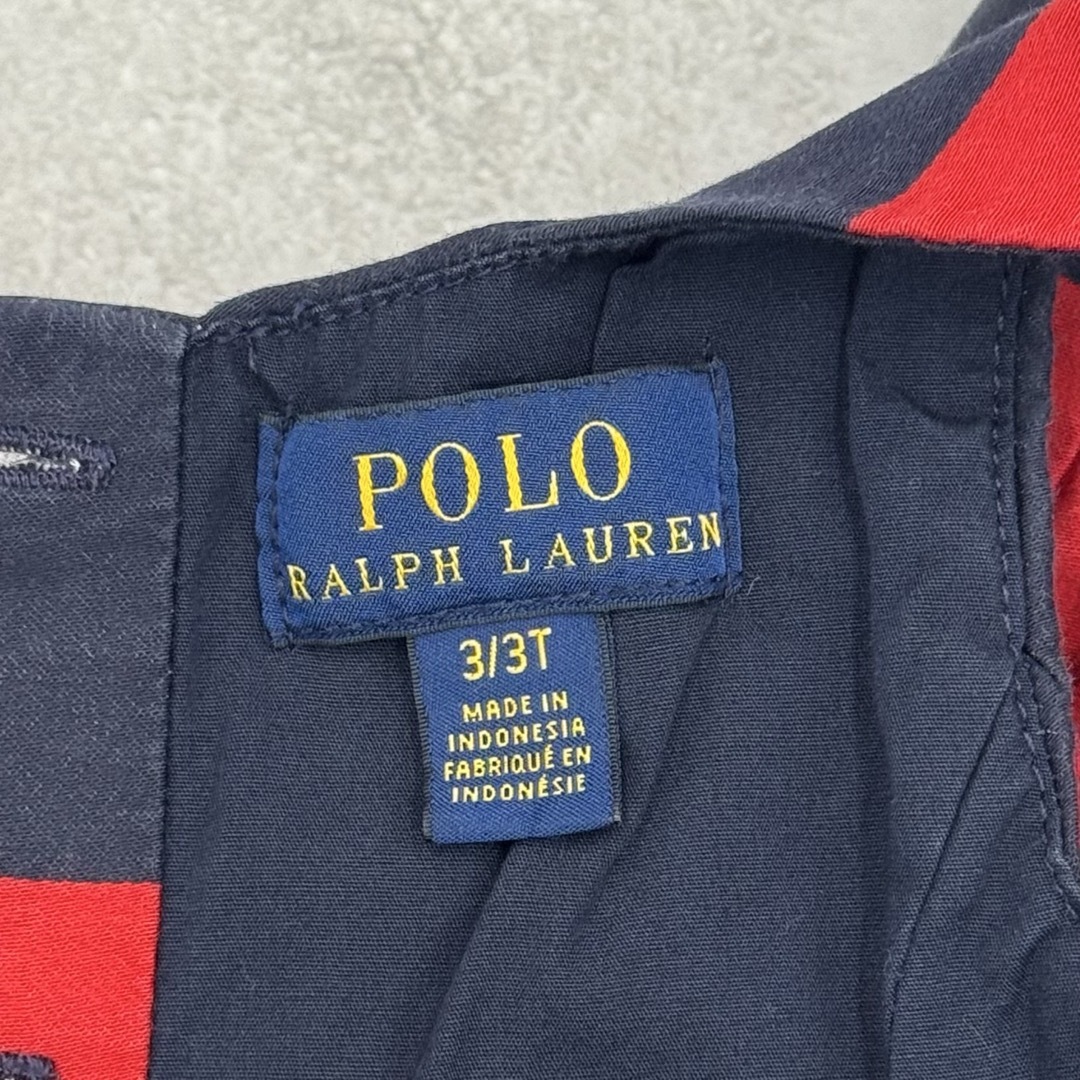 POLO
RALPH LAUREN
3/3T
MADE IN
INDONESIA
FABRIQUÉ EN
INDONÉSIE